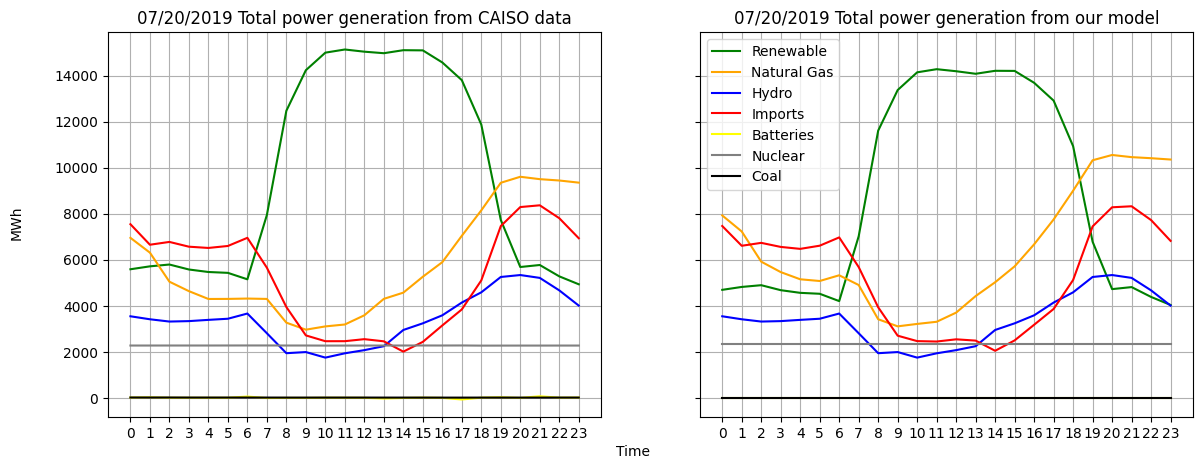 07/20/2019 Total power generation from CAISO data
07/20/2019 Total power generation from our model
MWh
14000
12000
10000
8000
6000
4000
2000
0
0 1 2 3 4 5 6 7 8 9 10 11 12 13 14 15 16 17 18 19 20 21 22 23
Renewable
Natural Gas
Hydro
Imports
Batteries
Nuclear
Coal
0 1 2 3 4 5 6 7 8 9 10 11 12 13 14 15 16 17 18 19 20 21 22 23
Time